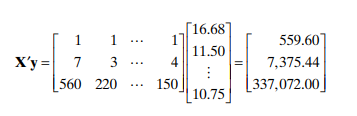 1 1 ⋯ 1 16.68 559.60
X′y = 7 3 ⋯ 4 11.50 = 7,375.44
560 220 ⋯ 150 ⋮ 337,072.00
10.75